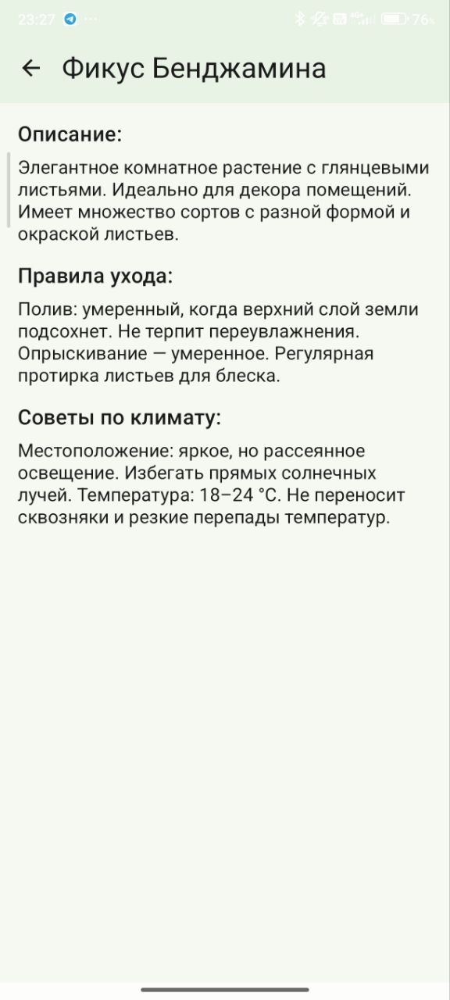 23:27
76%
Фикус Бенджамина
Описание:
Элегантное комнатное растение с глянцевыми
листьями. Идеально для декора помещений.
Имеет множество сортов с разной формой и
окраской листьев.
Правила ухода:
Полив: умеренный, когда верхний слой земли
подсохнет. Не терпит переувлажнения.
Опрыскивание — умеренное. Регулярная
протирка листьев для блеска.
Советы по климату:
Местоположение: яркое, но рассеянное
освещение. Избегать прямых солнечных
лучей. Температура: 18–24 °C. Не переносит
сквозняки и резкие перепады температур.